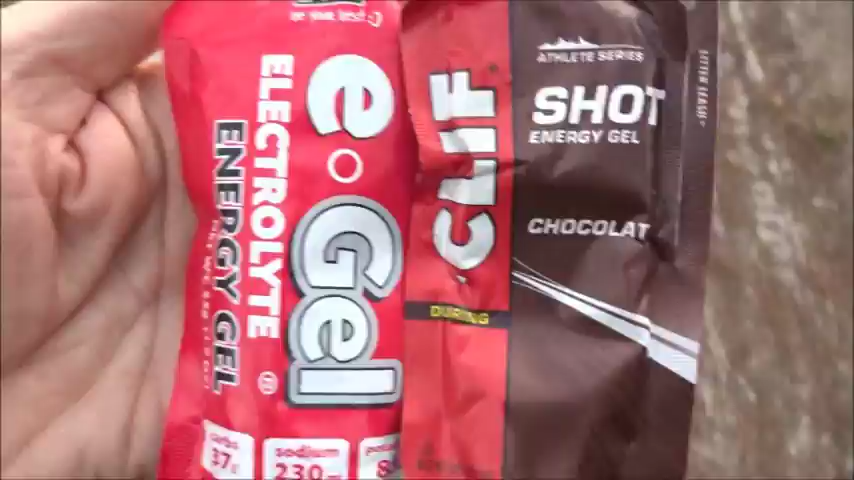 e
Gel
ELECTROLYTE
ENERGY GEL
®
carbs
37g
sodium
230
CLIF
DURING
ATHLETE SERIES
SHOT
ENERGY GEL
CHOCOLAT